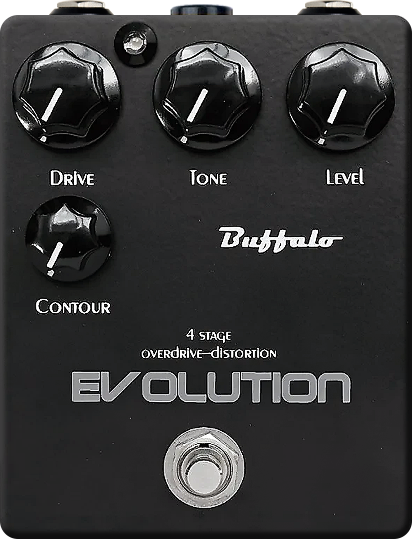 Drive Tone Level
Contour
Buffalo
4 stage
overdrive-distortion
EVOLUTION